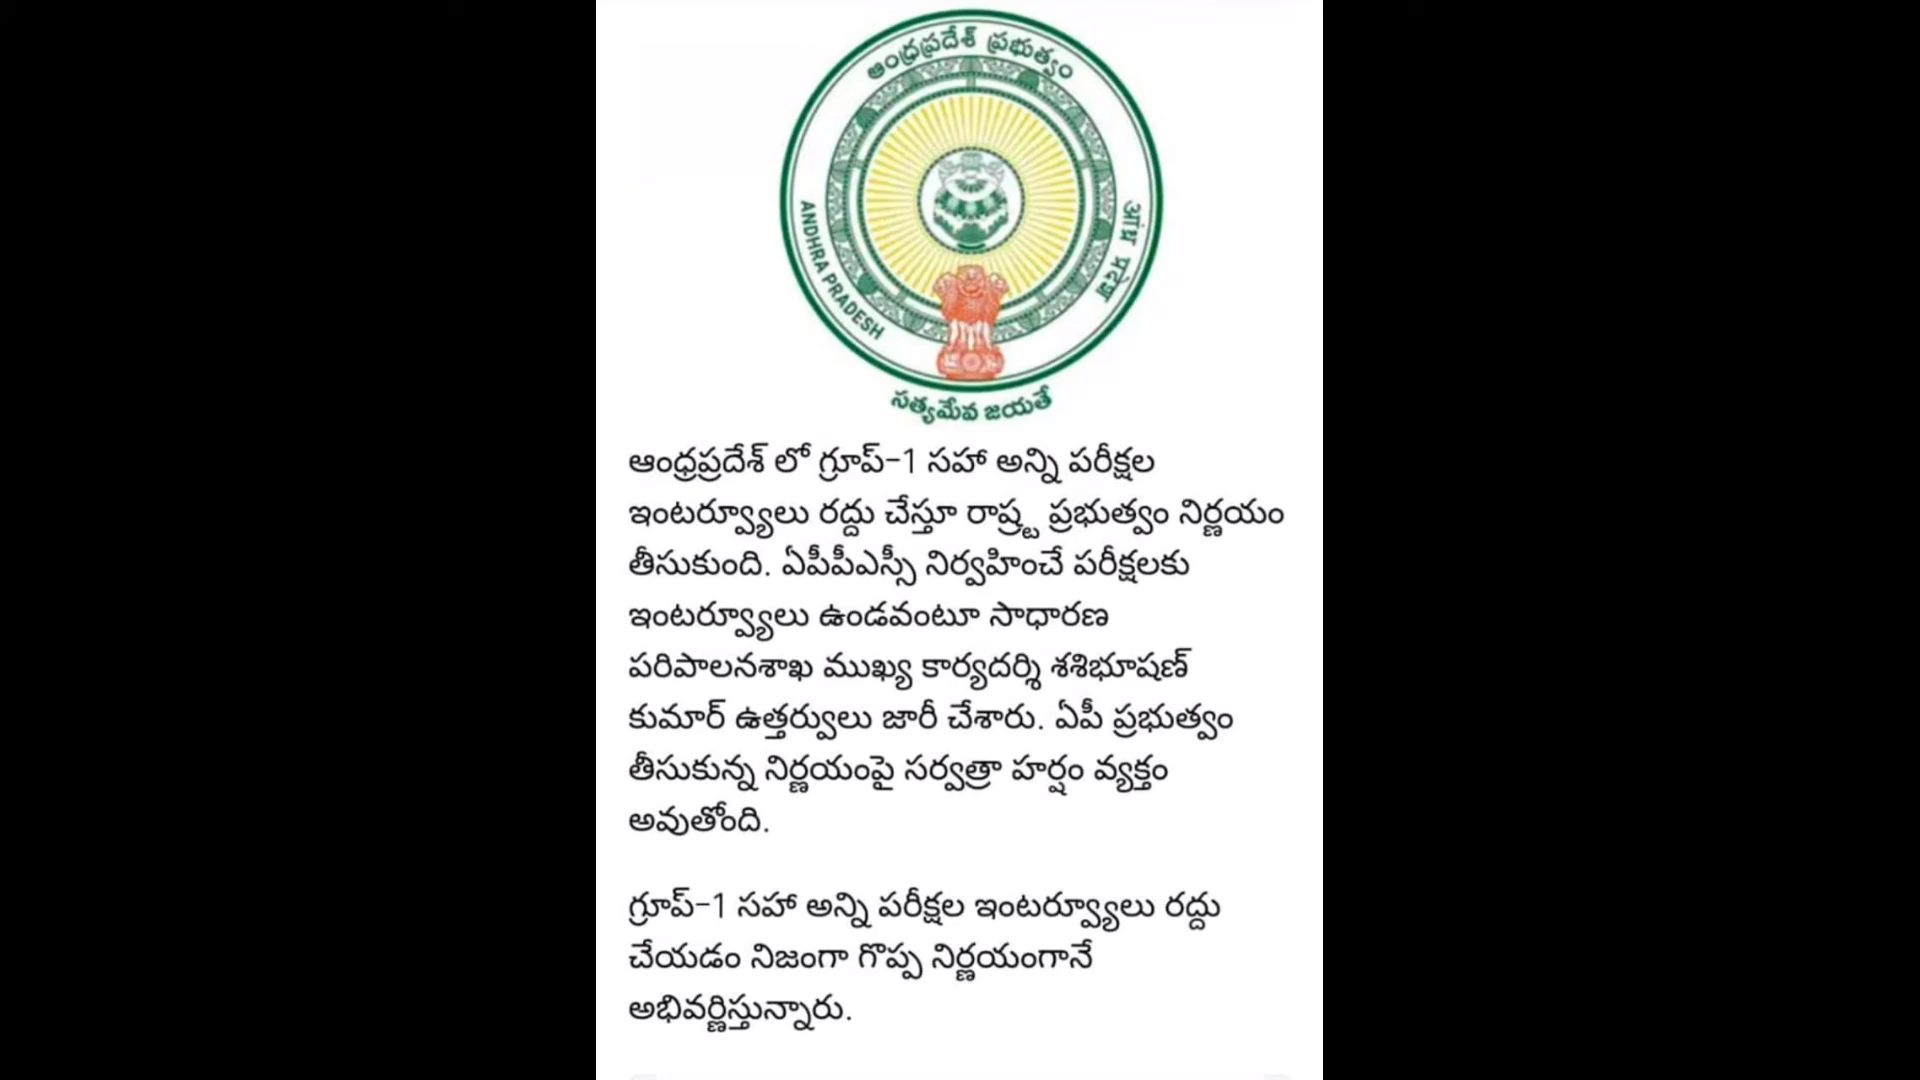 ఆంధ్రప్రదేశ్ ప్రభుత్వం
ANDHRA PRADESH
आंध्र प्रदेश
సత్యమేవ జయతే
ఆంధ్రప్రదేశ్ లో గ్రూప్-1 సహా అన్ని పరీక్షల
ఇంటర్వ్యూలు రద్దు చేస్తూ రాష్ట్ర ప్రభుత్వం నిర్ణయం
తీసుకుంది. ఏపీపీఎస్సీ నిర్వహించే పరీక్షలకు
ఇంటర్వ్యూలు ఉండవంటూ సాధారణ
పరిపాలనశాఖ ముఖ్య కార్యదర్శి శశిభూషణ్
కుమార్ ఉత్తర్వులు జారీ చేశారు. ఏపీ ప్రభుత్వం
తీసుకున్న నిర్ణయంపై సర్వత్రా హర్షం వ్యక్తం
అవుతోంది.
గ్రూప్-1 సహా అన్ని పరీక్షల ఇంటర్వ్యూలు రద్దు
చేయడం నిజంగా గొప్ప నిర్ణయంగానే
అభివర్ణిస్తున్నారు.